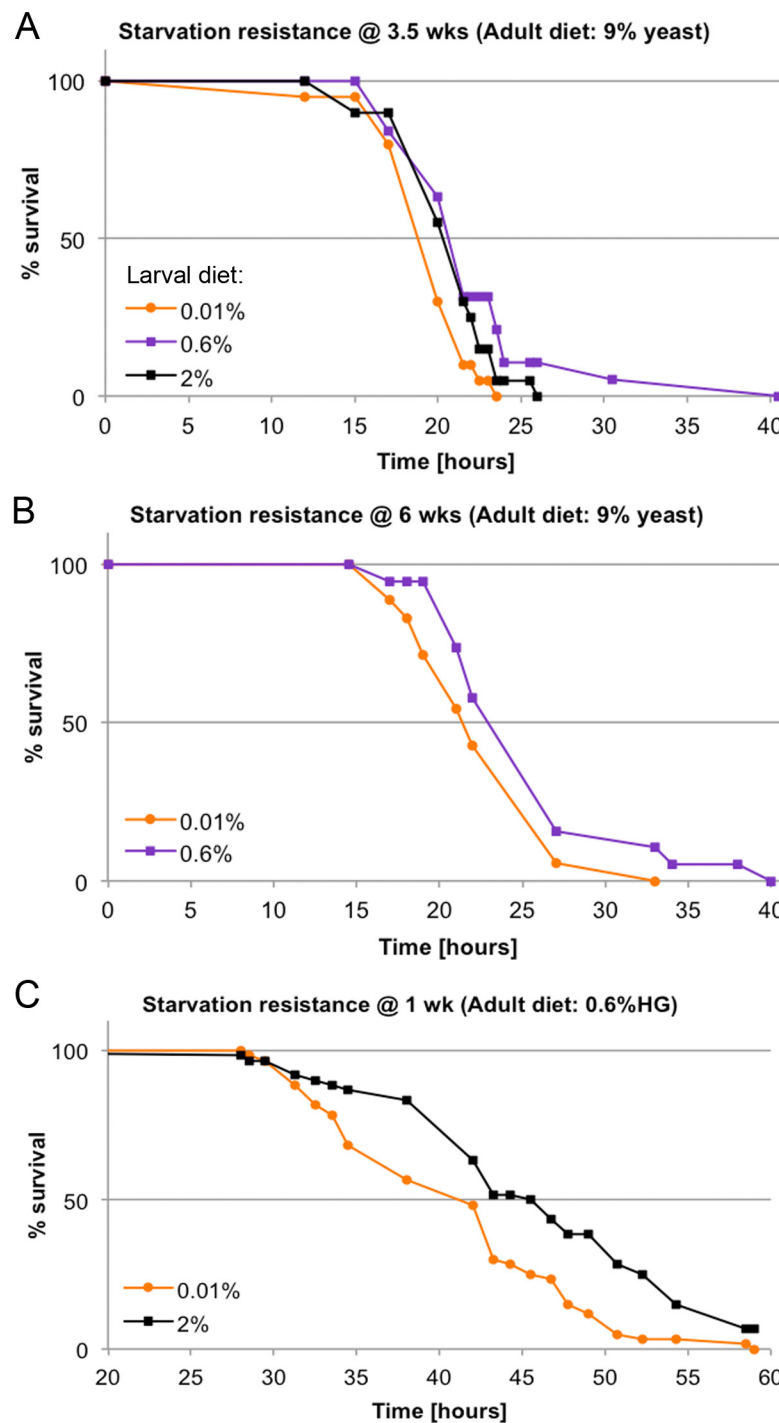 A
Starvation resistance @ 3.5 wks (Adult diet: 9% yeast)
100
50
0
% survival
Larval diet:
0.01%
0.6%
2%
0 5 10 15 20 25 30 35 40
Time [hours]
B
Starvation resistance @ 6 wks (Adult diet: 9% yeast)
100
50
0
% survival
0.01%
0.6%
0 5 10 15 20 25 30 35 40
Time [hours]
C
Starvation resistance @ 1 wk (Adult diet: 0.6%HG)
100
50
0
% survival
0.01%
2%
20 25 30 35 40 45 50 55 60
Time [hours]